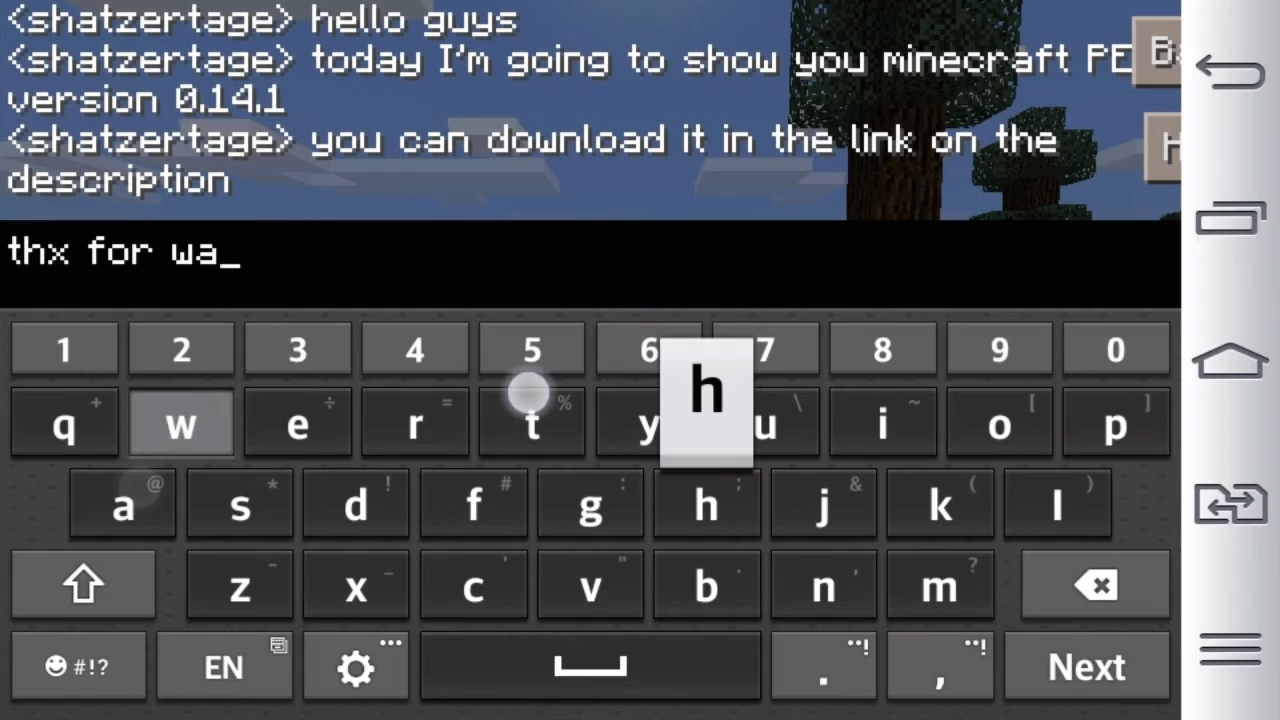 <shatzertage> hello guys
<shatzertage> today I'm going to show you minecraft PE
version 0.14.1
<shatzertage> you can download it in the link on the
description
thx for wa_
1 2 3 4 5 6 7 8 9 0
q + w e ÷ r = t % y u \ i ~ o [ p ]
h
a @ s * d ! f # g : h ; j & k ( l )
z - x _ c ' v " b . n , m ?
#!? EN . , Next